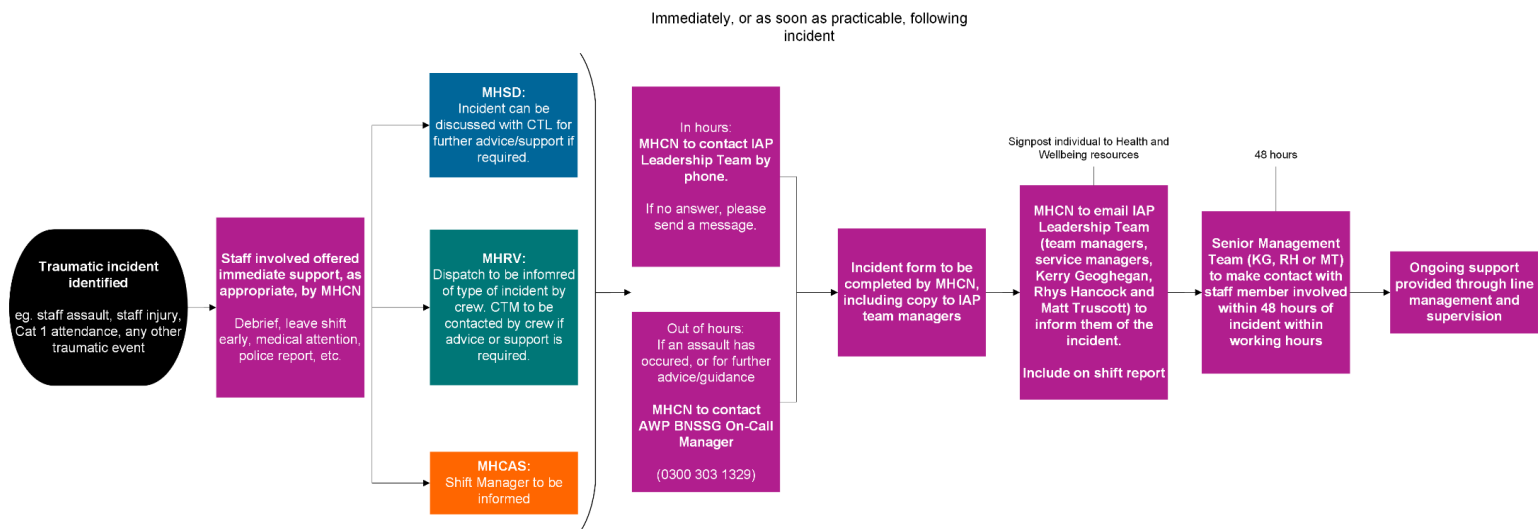 Immediately, or as soon as practicable, following
incident
Traumatic incident
identified
eg. staff assault, staff injury,
Cat 1 attendance, any other
traumatic event
Staff involved offered
immediate support, as
appropriate, by MHCN
Debrief, leave shift
early, medical attention,
police report, etc.
MHSD:
Incident can be
discussed with CTL for
further advice/support if
required.
MHRV:
Dispatch to be infomred
of type of incident by
crew. CTM to be
contacted by crew if
advice or support is
required.
MHCAS:
Shift Manager to be
informed
In hours:
MHCN to contact IAP
Leadership Team by
phone.
If no answer, please
send a message.
Out of hours:
If an assault has
occured, or for further
advice/guidance
MHCN to contact
AWP BNSSG On-Call
Manager
(0300 303 1329)
Incident form to be
completed by MHCN,
including copy to IAP
team managers
Signpost individual to Health and
Wellbeing resources
MHCN to email IAP
Leadership Team
(team managers,
service managers,
Kerry Geoghegan,
Rhys Hancock and
Matt Truscott) to
inform them of the
incident.
Include on shift report
48 hours
Senior Management
Team (KG, RH or MT)
to make contact with
staff member involved
within 48 hours of
incident within
working hours
Ongoing support
provided through line
management and
supervision